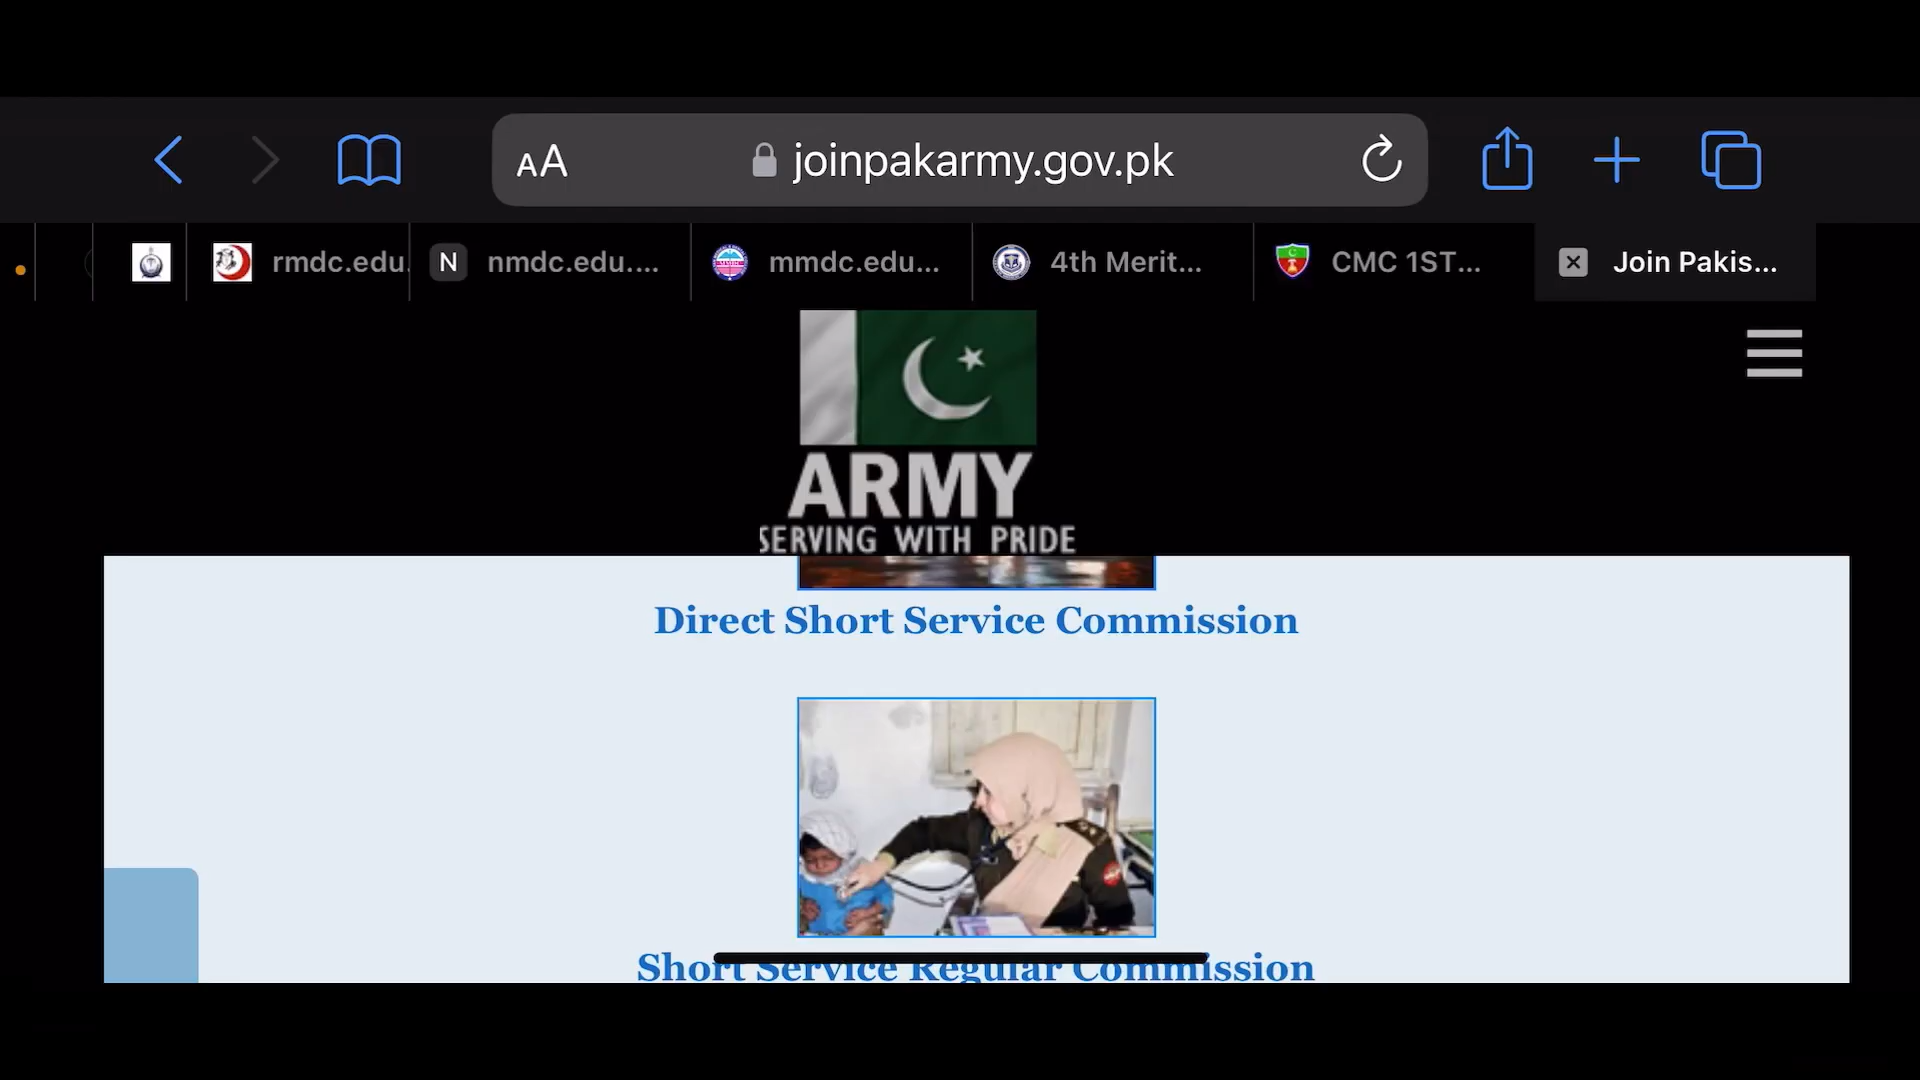 AA joinpakarmy.gov.pk
rmdc.edu.
N nmdc.edu....
mmdc.edu...
4th Merit...
CMC 1ST...
Join Pakis...
ARMY
SERVING WITH PRIDE
Direct Short Service Commission
Short Service Regular Commission